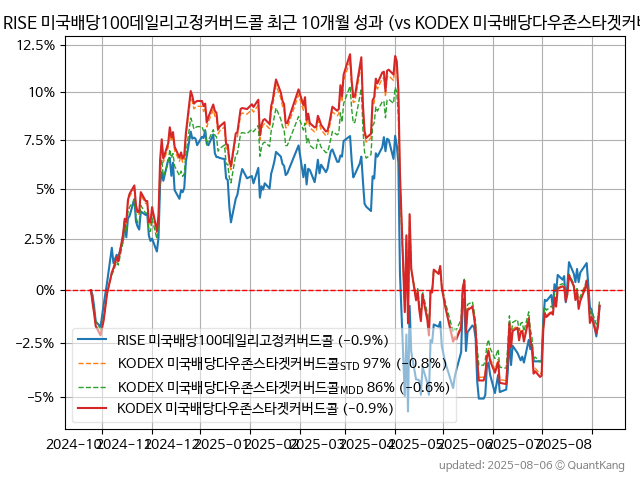 RISE 미국배당100데일리고정커버드콜 최근 10개월 성과 (vs KODEX 미국배당다우존스타겟커버
12.5%
10%
7.5%
5%
2.5%
0%
−2.5%
−5%
RISE 미국배당100데일리고정커버드콜 (−0.9%)
KODEX 미국배당다우존스타겟커버드콜STD 97% (−0.8%)
KODEX 미국배당다우존스타겟커버드콜MDD 86% (−0.6%)
KODEX 미국배당다우존스타겟커버드콜 (−0.9%)
2024-10 2024-11 2024-12 2025-01 2025-02 2025-03 2025-04 2025-05 2025-06 2025-07 2025-08
updated: 2025-08-06 © QuantKang